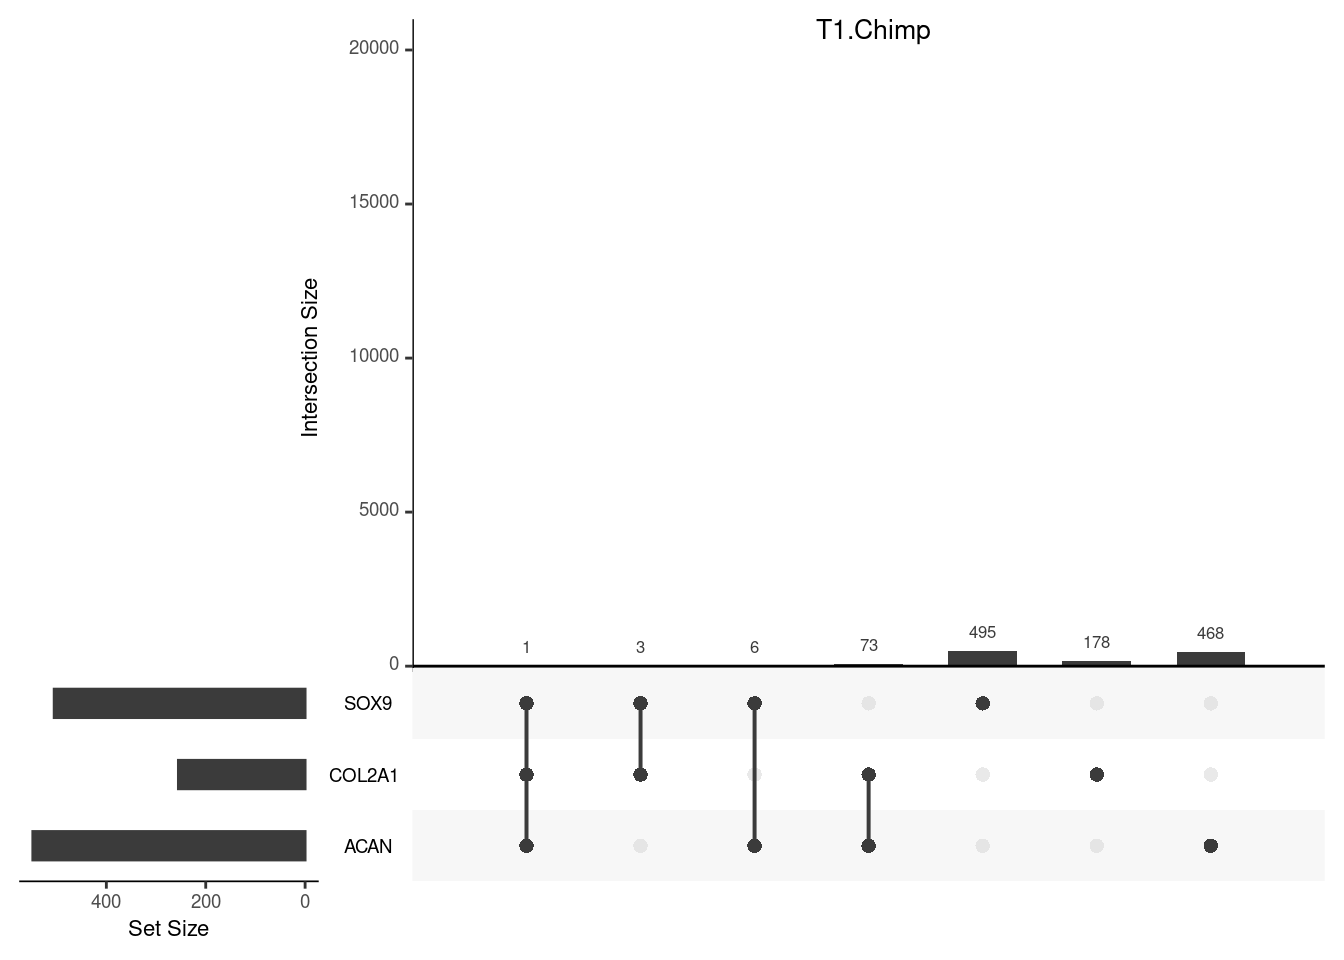 T1.Chimp
20000
15000
10000
5000
0
Intersection Size
1 3 6 73 495 178 468
SOX9
COL2A1
ACAN
400 200 0
Set Size